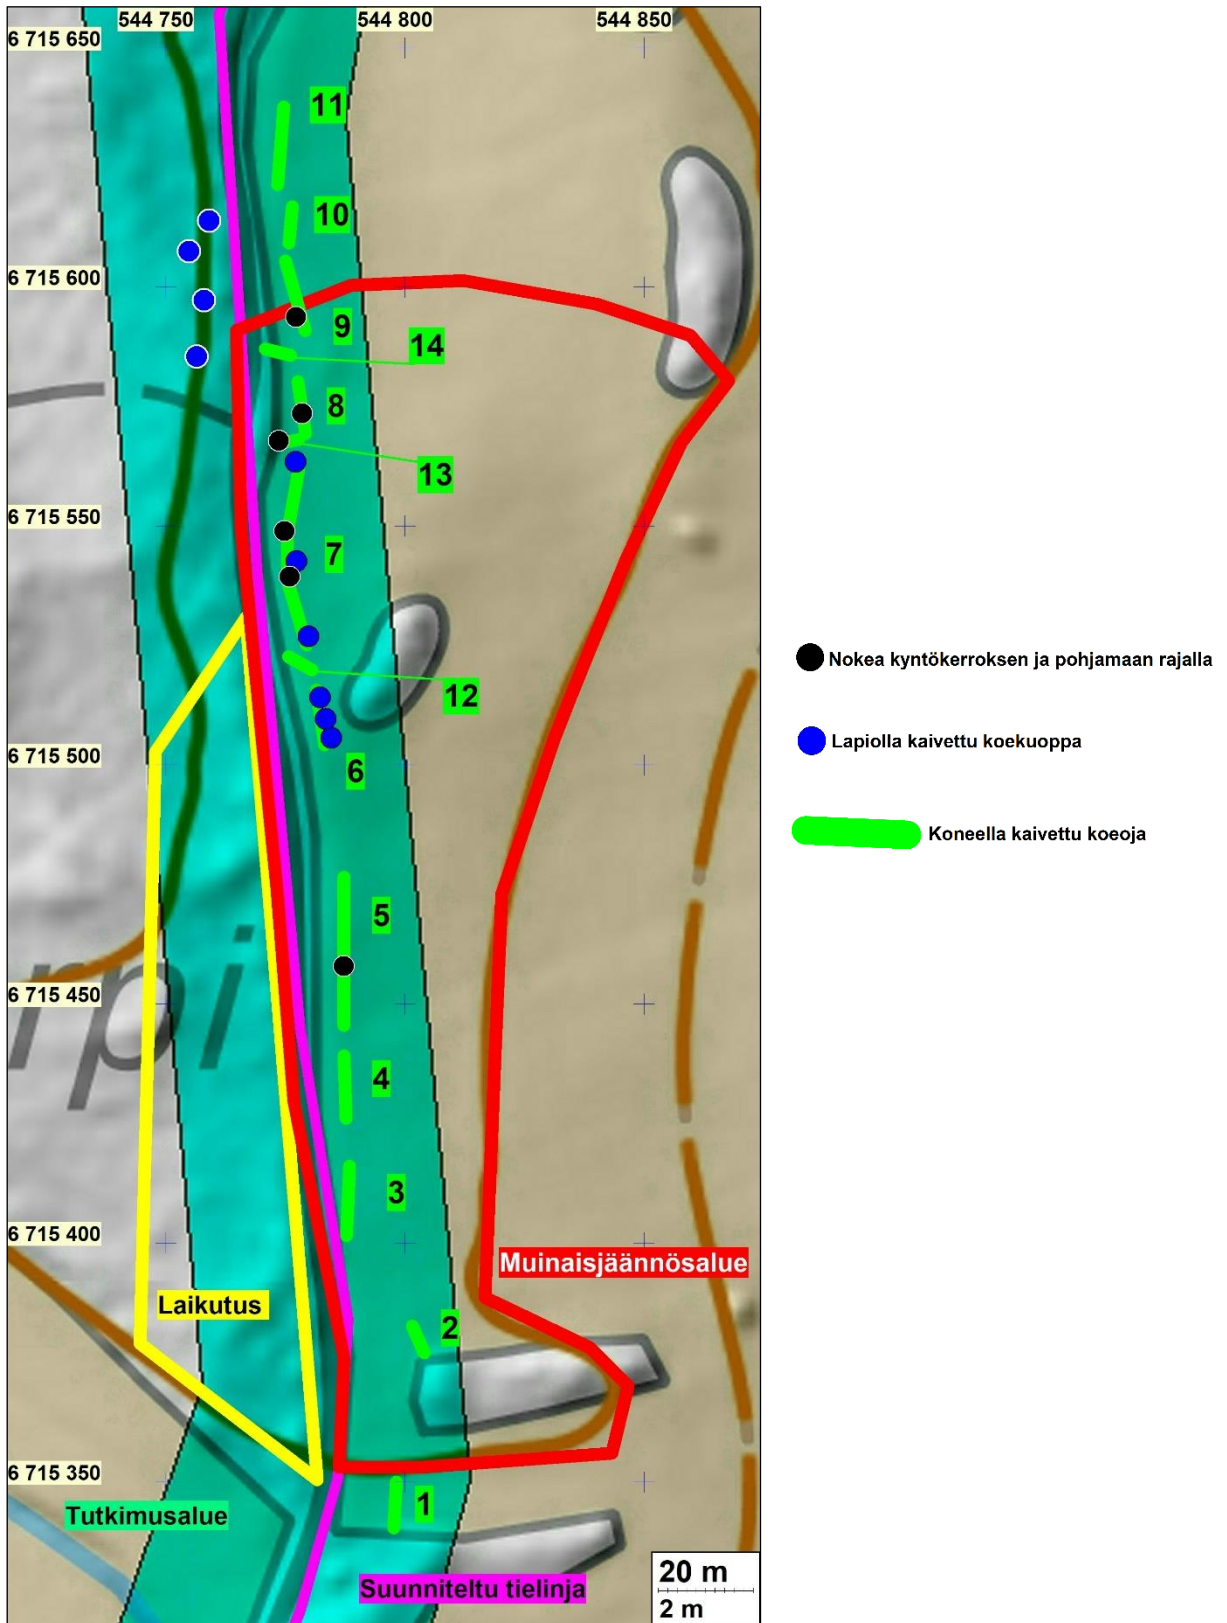 544 750
544 800
544 850
6 715 650
11
10
6 715 600
9
14
8
13
6 715 550
7
12
6 715 500
6
5
rpi
6 715 450
4
3
6 715 400
Muinaisjäännösalue
Laikutus
2
6 715 350
1
Tutkimusalue
Suunniteltu tielinja
20 m
2 m
Nokea kyntökerroksen ja pohjamaan rajalla
Lapiolla kaivettu koekuoppa
Koneella kaivettu koeoja